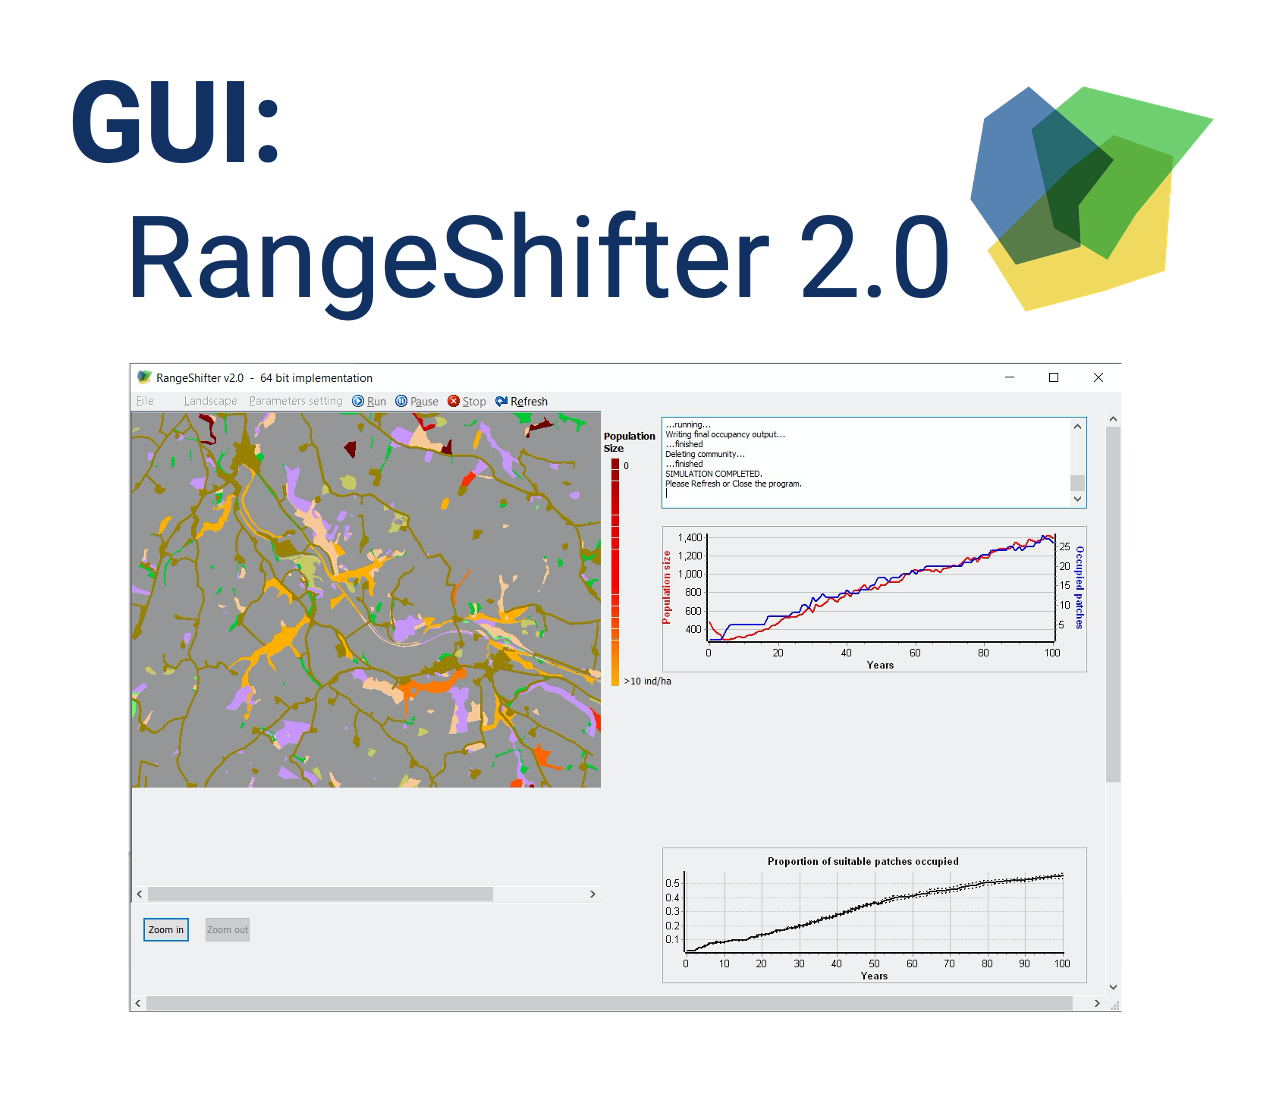 GUI:
RangeShifter 2.0
RangeShifter v2.0 - 64 bit implementation
File Landscape Parameters setting Run Pause Stop Refresh
Population
Size
0
>10 ind/ha
...running...
Writing final occupancy output...
...finished
Deleting community...
...finished
SIMULATION COMPLETED.
Please Refresh or Close the program.
Population size
1,400
1,200
1,000
800
600
400
25
20
15
10
5
Occupied patches
0 20 40 60 80 100
Years
Proportion of suitable patches occupied
0.5
0.4
0.3
0.2
0.1
0 10 20 30 40 50 60 70 80 90 100
Years
Zoom in Zoom out